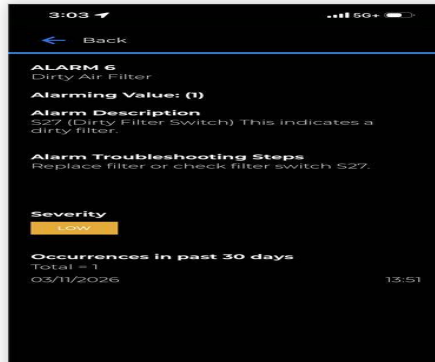 3:03
5G+
Back
ALARM 6
Dirty Air Filter
Alarming Value: (1)
Alarm Description
S27 (Dirty Filter Switch) This indicates a
dirty filter.
Alarm Troubleshooting Steps
Replace filter or check filter switch S27.
Severity
LOW
Occurrences in past 30 days
Total = 1
03/11/2026 13:51